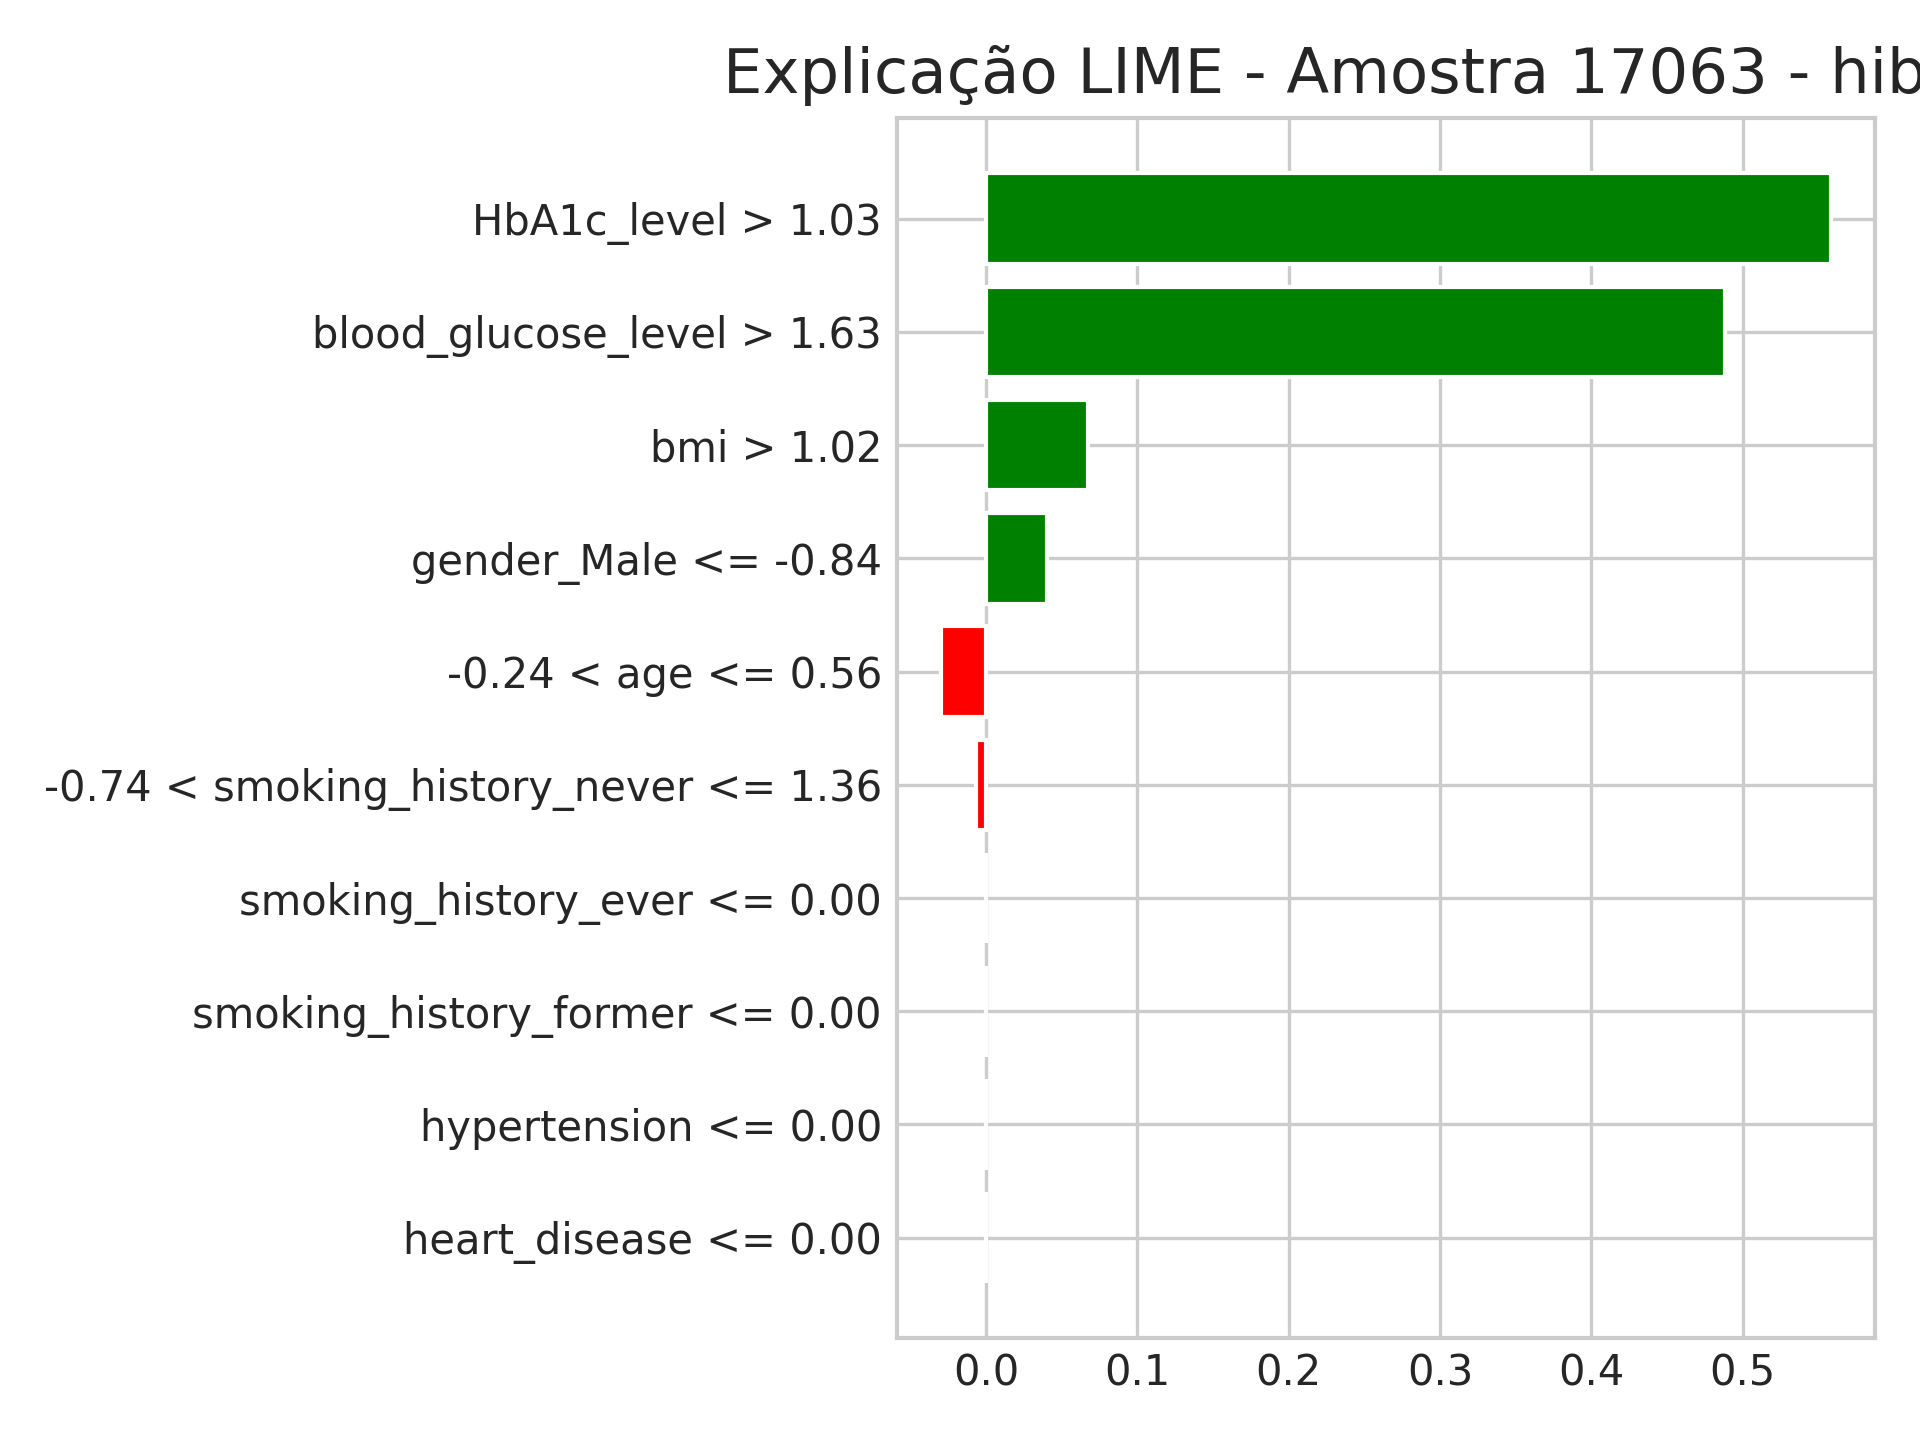 Explicação LIME - Amostra 17063 - hib
HbA1c_level > 1.03
blood_glucose_level > 1.63
bmi > 1.02
gender_Male <= -0.84
-0.24 < age <= 0.56
-0.74 < smoking_history_never <= 1.36
smoking_history_ever <= 0.00
smoking_history_former <= 0.00
hypertension <= 0.00
heart_disease <= 0.00
0.0 0.1 0.2 0.3 0.4 0.5